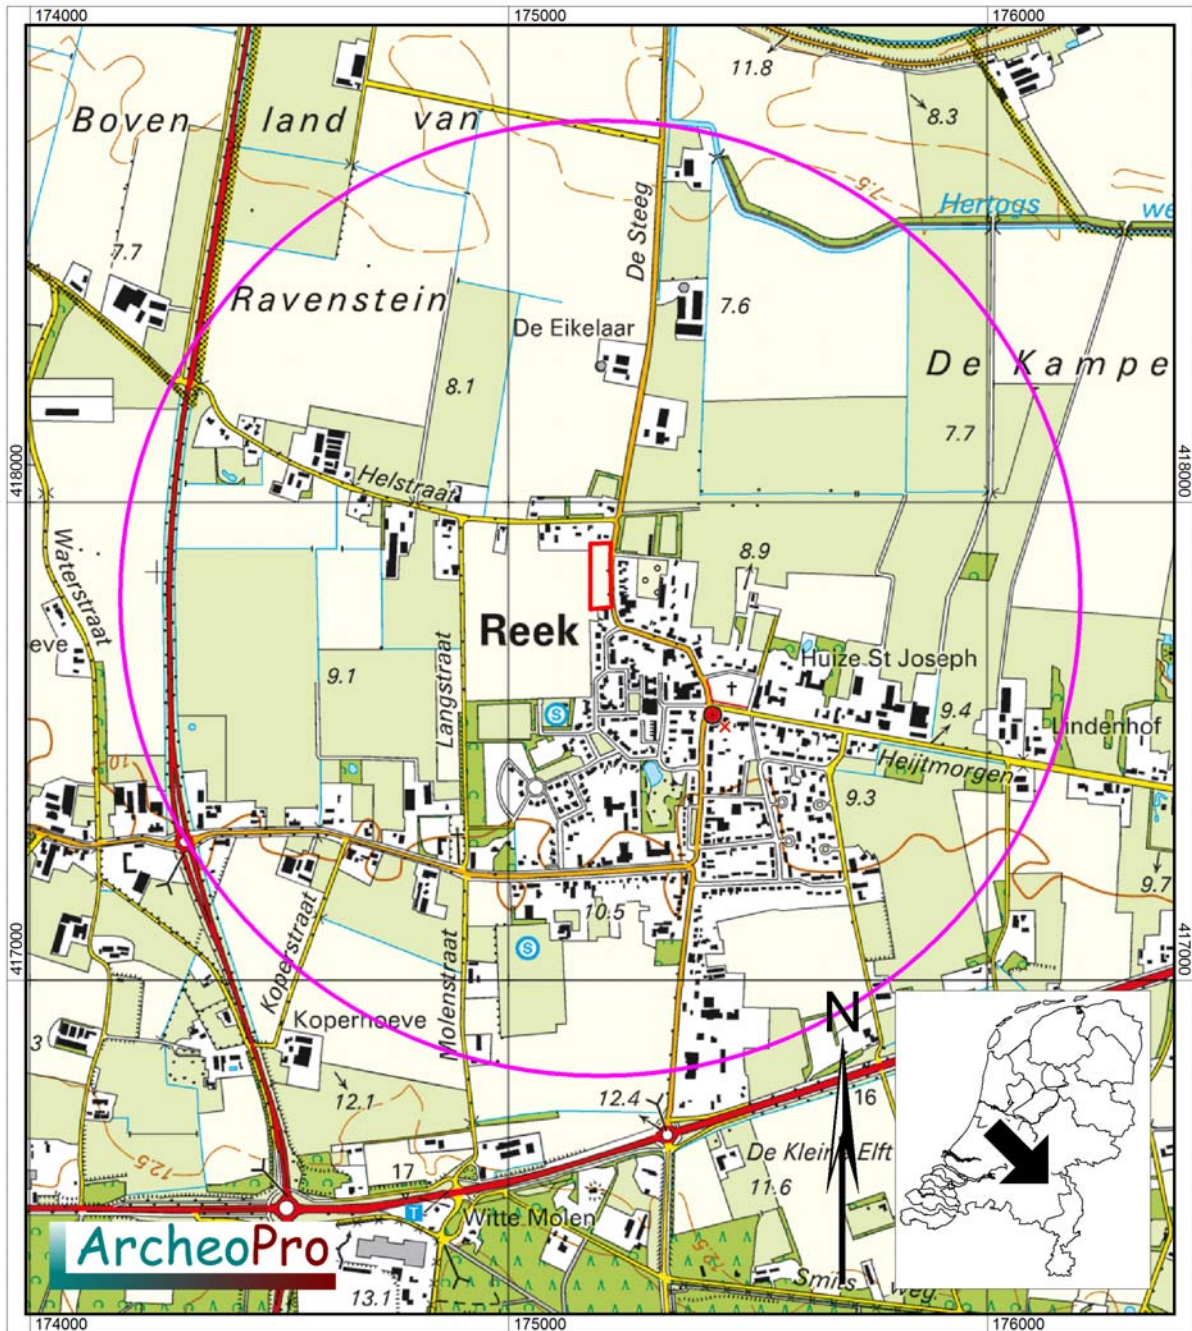 174000
175000
176000
11.8
8.3
Boven land van
7.5
Hertogs we
De Steeg
7.7
Ravenstein
7.6
De Eikelaar
De Kampe
8.1
7.7
418000
418000
Helstraat
Waterstraat
8.9
Reek
eve
Langstraat
Huize St Joseph
9.1
S
9.4
Lindenhof
Heijtmorgen
10
9.3
9.7
10.5
417000
417000
Koperstraat
Molenstraat
S
N
Koperhoeve
3
12.1
12.4
16
De Kleine Elft
12.5
17
11.6
T
Witte Molen
12.5
ArcheoPro
Smits weg
13.1
174000
175000
176000